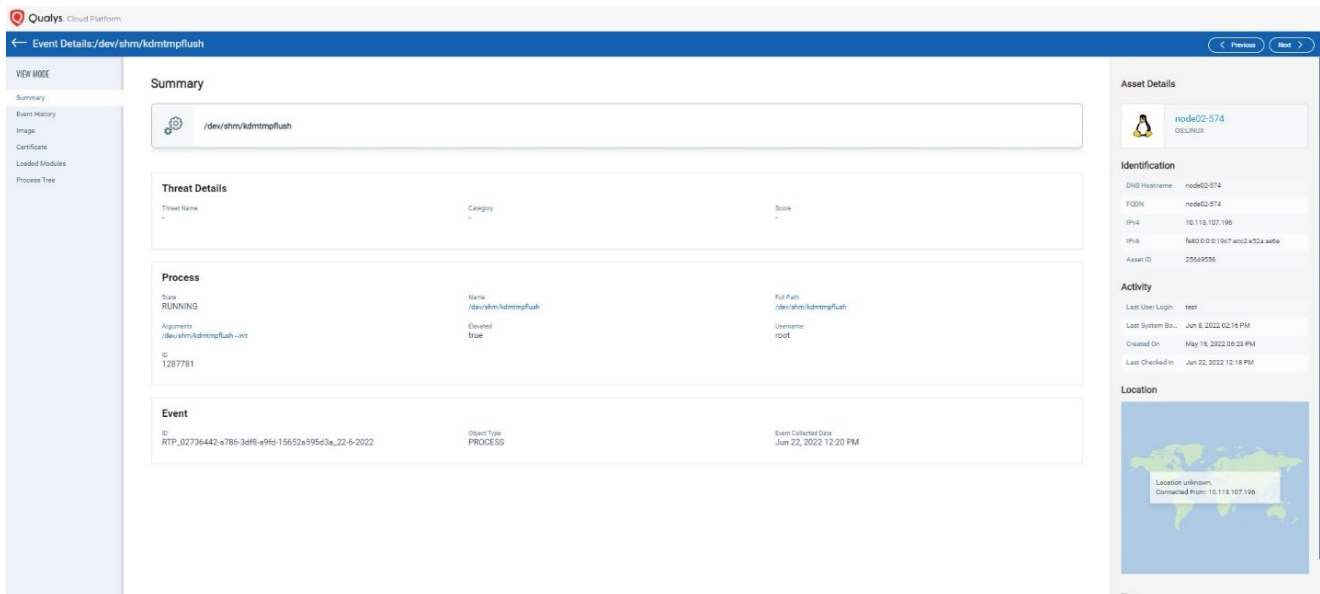 Qualys. Cloud Platform
Event Details:/dev/shm/kdmtmpflush
Previous
Next
VIEW MODE
Summary
Event History
Image
Certificate
Loaded Modules
Process Tree
Summary
/dev/shm/kdmtmpflush
Threat Details
Threat Name
-
Category
-
Score
-
Process
State
RUNNING
Name
/dev/shm/kdmtmpflush
Full Path
/dev/shm/kdmtmpflush
Arguments
/dev/shm/kdmtmpflush --init
Elevated
true
Username
root
ID
1287781
Event
ID
RTP_02736442-a786-3df8-a9fd-15652a595d3a_22-6-2022
Object Type
PROCESS
Event Collected Date
Jun 22, 2022 12:20 PM
Asset Details
node02-574
OS:LINUX
Identification
DNS Hostname node02-574
FQDN node02-574
IPv4 10.113.107.196
IPv6
Asset ID 25649556
Activity
Last User Login test
Last System Bo... Jun 8, 2022 02:16 PM
Created On May 16, 2022 06:23 PM
Last Checked In Jun 22, 2022 12:18 PM
Location
Location unknown.
Connected From: 10.113.107.196